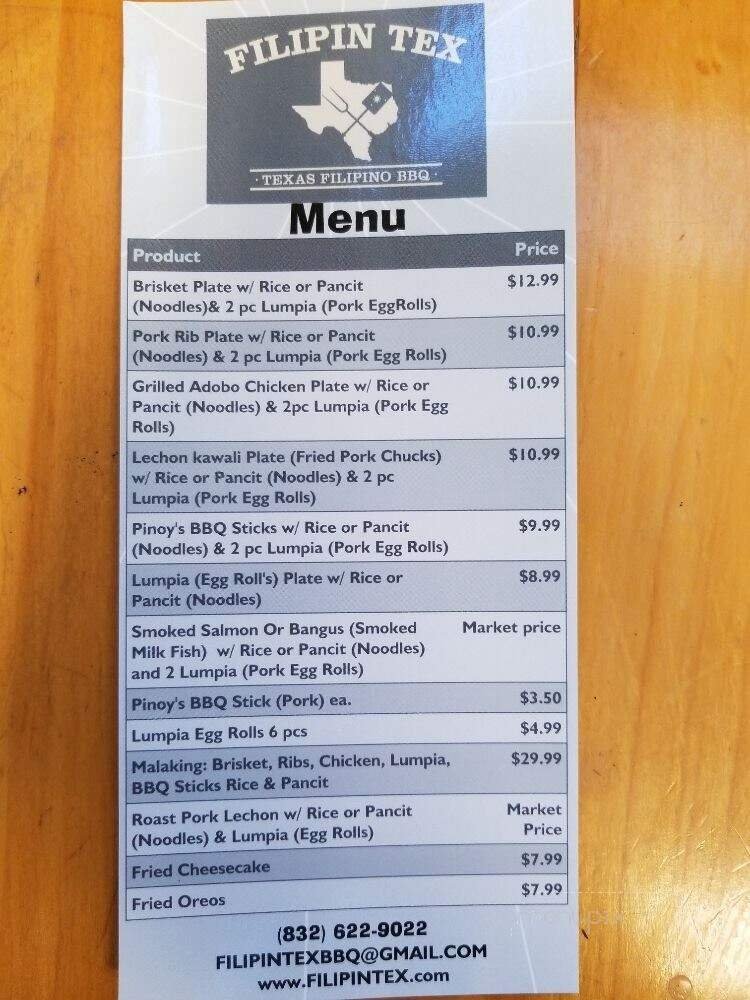 FILIPIN TEX
· TEXAS FILIPINO BBQ ·
Menu
Product Price
Brisket Plate w/ Rice or Pancit $12.99
(Noodles)& 2 pc Lumpia (Pork EggRolls)
Pork Rib Plate w/ Rice or Pancit $10.99
(Noodles) & 2 pc Lumpia (Pork Egg Rolls)
Grilled Adobo Chicken Plate w/ Rice or $10.99
Pancit (Noodles) & 2pc Lumpia (Pork Egg
Rolls)
Lechon kawali Plate (Fried Pork Chucks) $10.99
w/ Rice or Pancit (Noodles) & 2 pc
Lumpia (Pork Egg Rolls)
Pinoy's BBQ Sticks w/ Rice or Pancit $9.99
(Noodles) & 2 pc Lumpia (Pork Egg Rolls)
Lumpia (Egg Roll's) Plate w/ Rice or $8.99
Pancit (Noodles)
Smoked Salmon Or Bangus (Smoked Market price
Milk Fish) w/ Rice or Pancit (Noodles)
and 2 Lumpia (Pork Egg Rolls)
Pinoy's BBQ Stick (Pork) ea. $3.50
Lumpia Egg Rolls 6 pcs $4.99
Malaking: Brisket, Ribs, Chicken, Lumpia, $29.99
BBQ Sticks Rice & Pancit
Roast Pork Lechon w/ Rice or Pancit Market
(Noodles) & Lumpia (Egg Rolls) Price
Fried Cheesecake $7.99
Fried Oreos $7.99
(832) 622-9022
FILIPINTEXBBQ@GMAIL.COM
www.FILIPINTEX.com